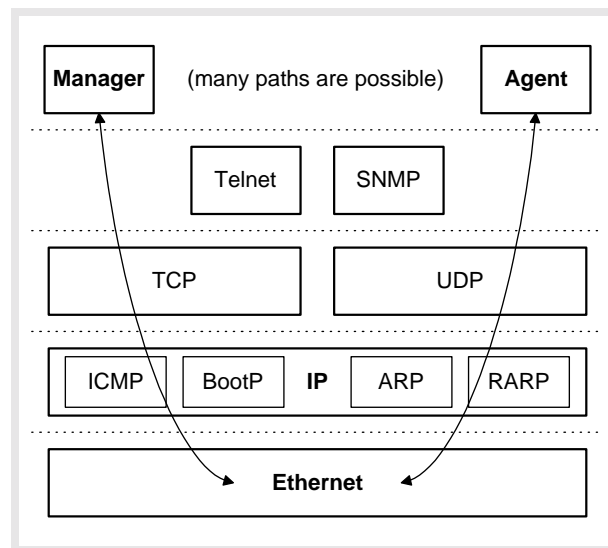 Manager (many paths are possible) Agent
Telnet SNMP
TCP UDP
ICMP BootP IP ARP RARP
Ethernet